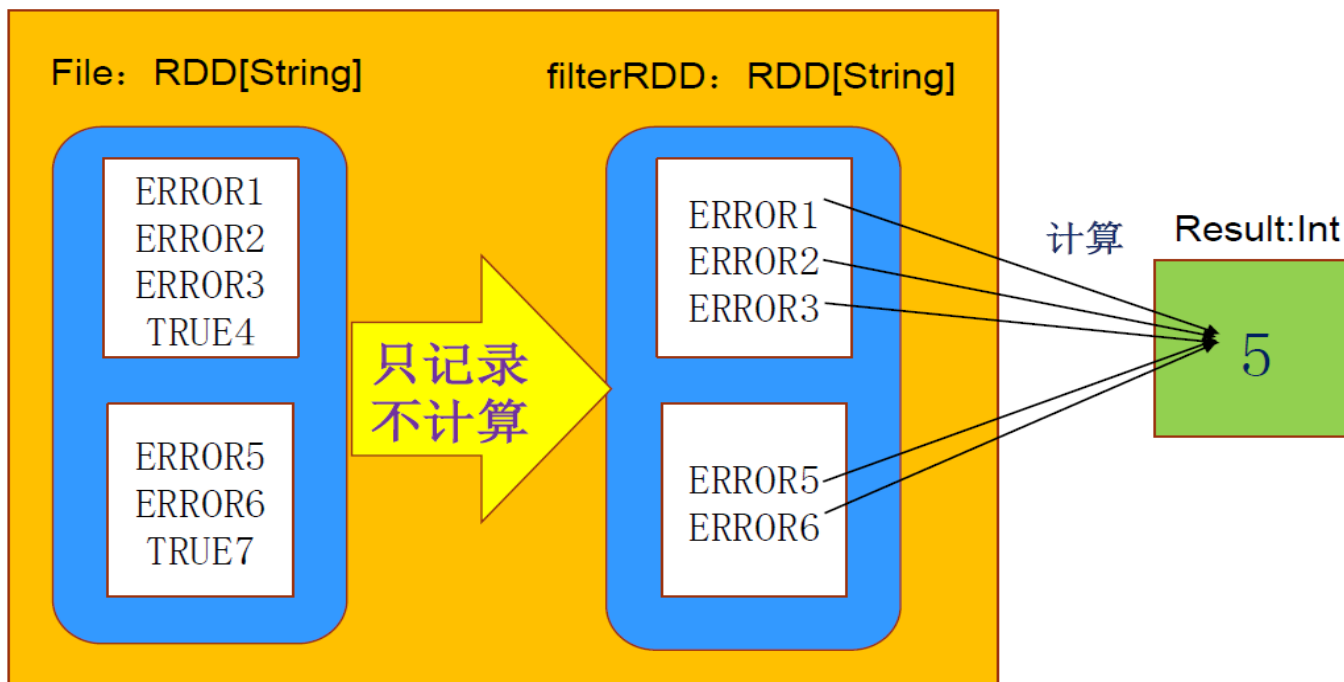 File：RDD[String]
ERROR1
ERROR2
ERROR3
TRUE4
ERROR5
ERROR6
TRUE7
只记录
不计算
filterRDD：RDD[String]
ERROR1
ERROR2
ERROR3
ERROR5
ERROR6
计算
Result:Int
5